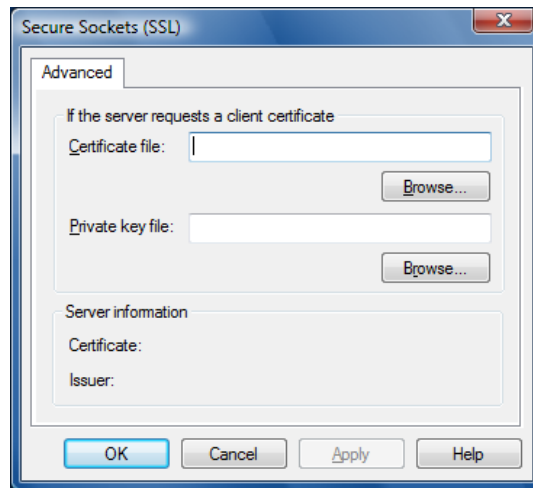 Secure Sockets (SSL)
Advanced
If the server requests a client certificate
Certificate file:
Browse...
Private key file:
Browse...
Server information
Certificate:
Issuer:
OK Cancel Apply Help